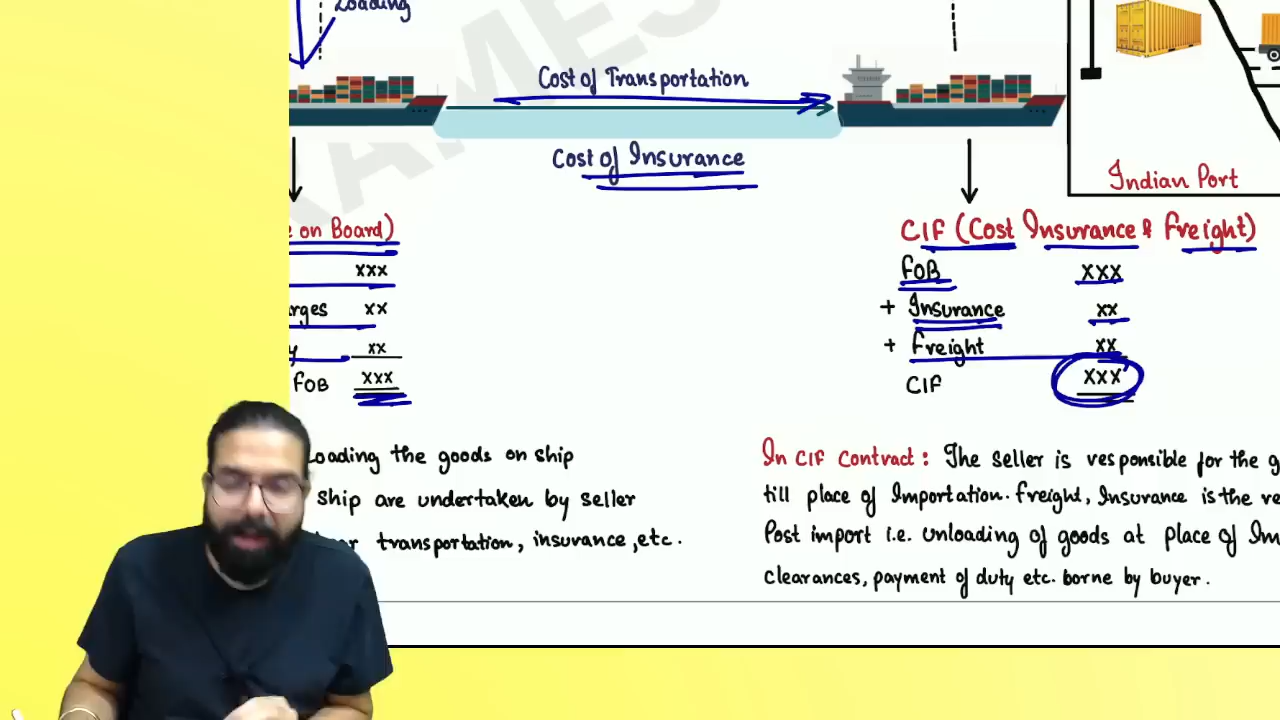 Loading
Cost of Transportation
Cost of Insurance
Indian Port
e on Board)
xxx
arges xx
y xx
FOB xxx
CIF (Cost Insurance & Freight)
FOB XXX
+ Insurance xx
+ Freight xx
CIF XXX
Loading the goods on ship
ship are undertaken by seller
transportation, insurance, etc.
In CIF Contract : The seller is responsible for the g
till place of Importation. Freight, Insurance is the re
Post import i.e. unloading of goods at place of Im
clearances, payment of duty etc. borne by buyer.